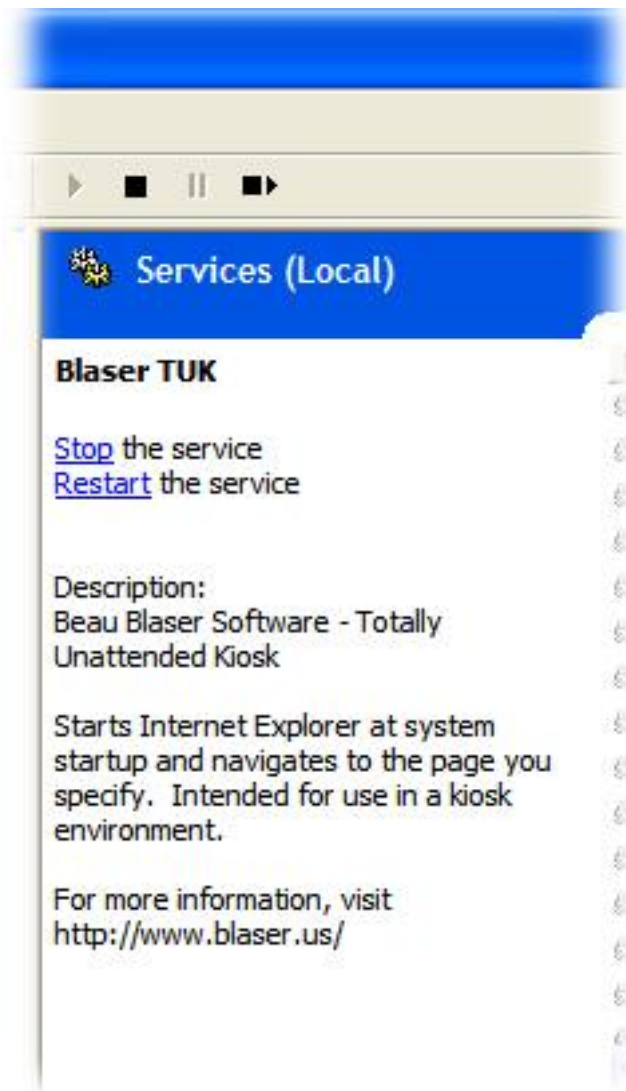 Services (Local)
Blaser TUK
Stop the service
Restart the service
Description:
Beau Blaser Software - Totally
Unattended Kiosk
Starts Internet Explorer at system
startup and navigates to the page you
specify.  Intended for use in a kiosk
environment.
For more information, visit
http://www.blaser.us/